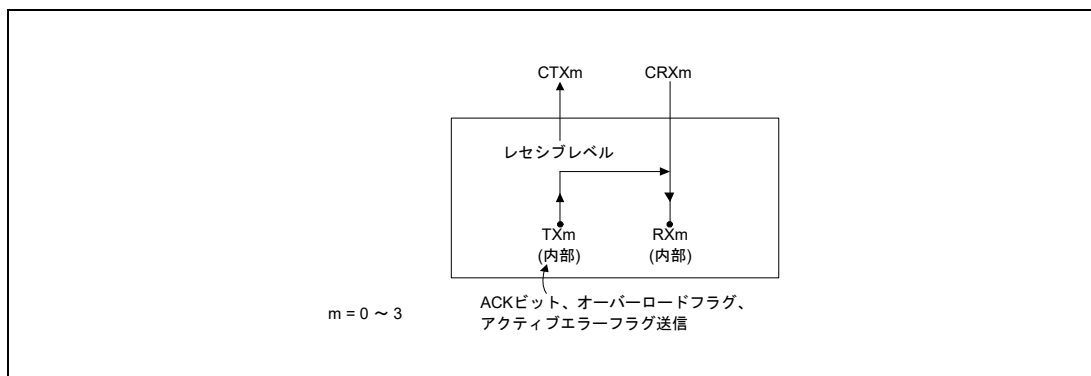 CTXm
CRXm
レセシブレベル
TXm
(内部)
RXm
(内部)
ACKビット、オーバーロードフラグ、
アクティブエラーフラグ送信
m = 0 ～ 3